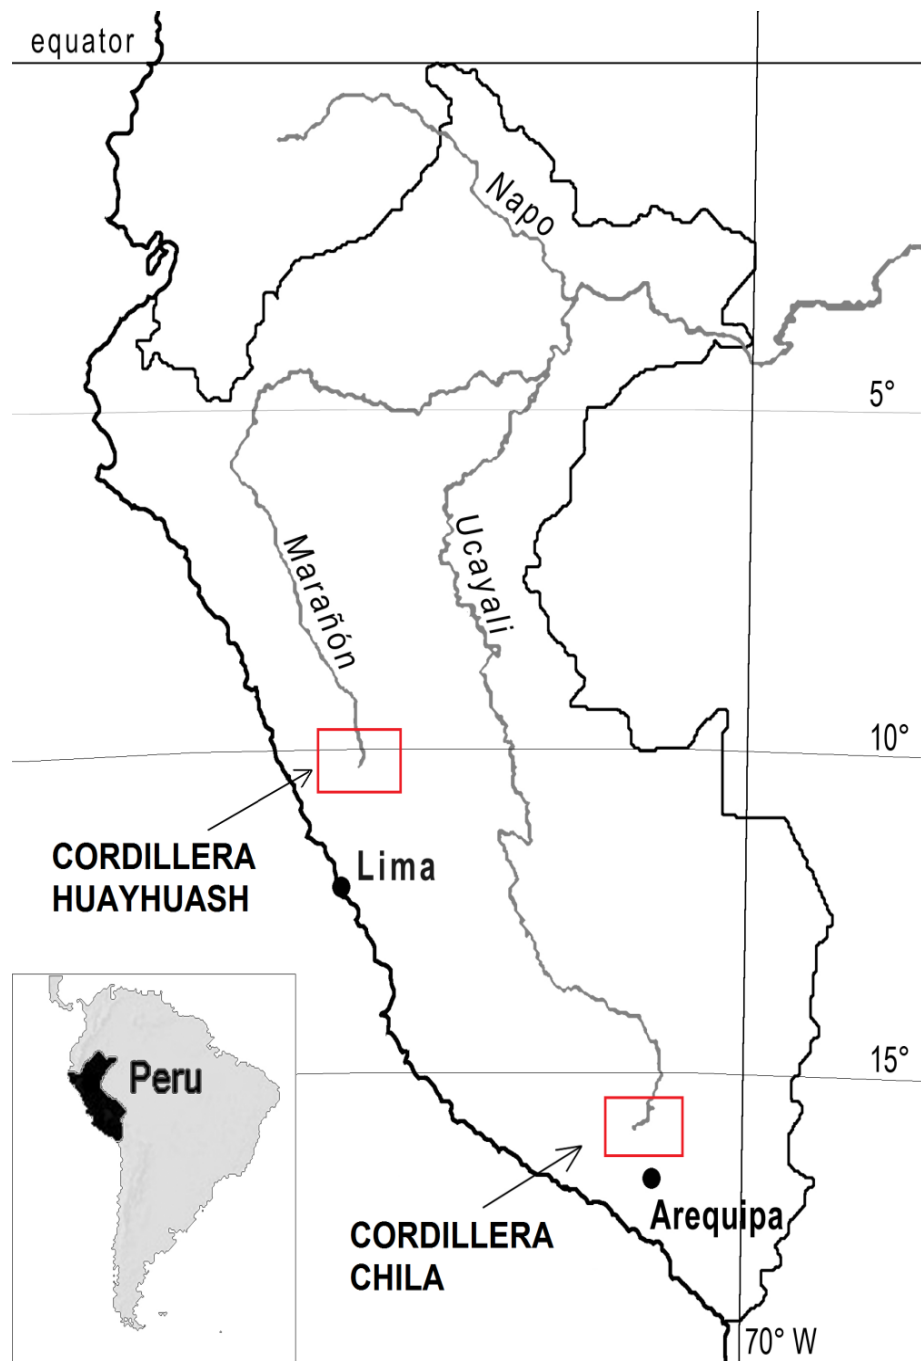 equator
Napo
5°
Marañón
Ucayali
10°
CORDILLERA
HUAYHUASH
Lima
15°
Peru
Arequipa
CORDILLERA
CHILA
70° W